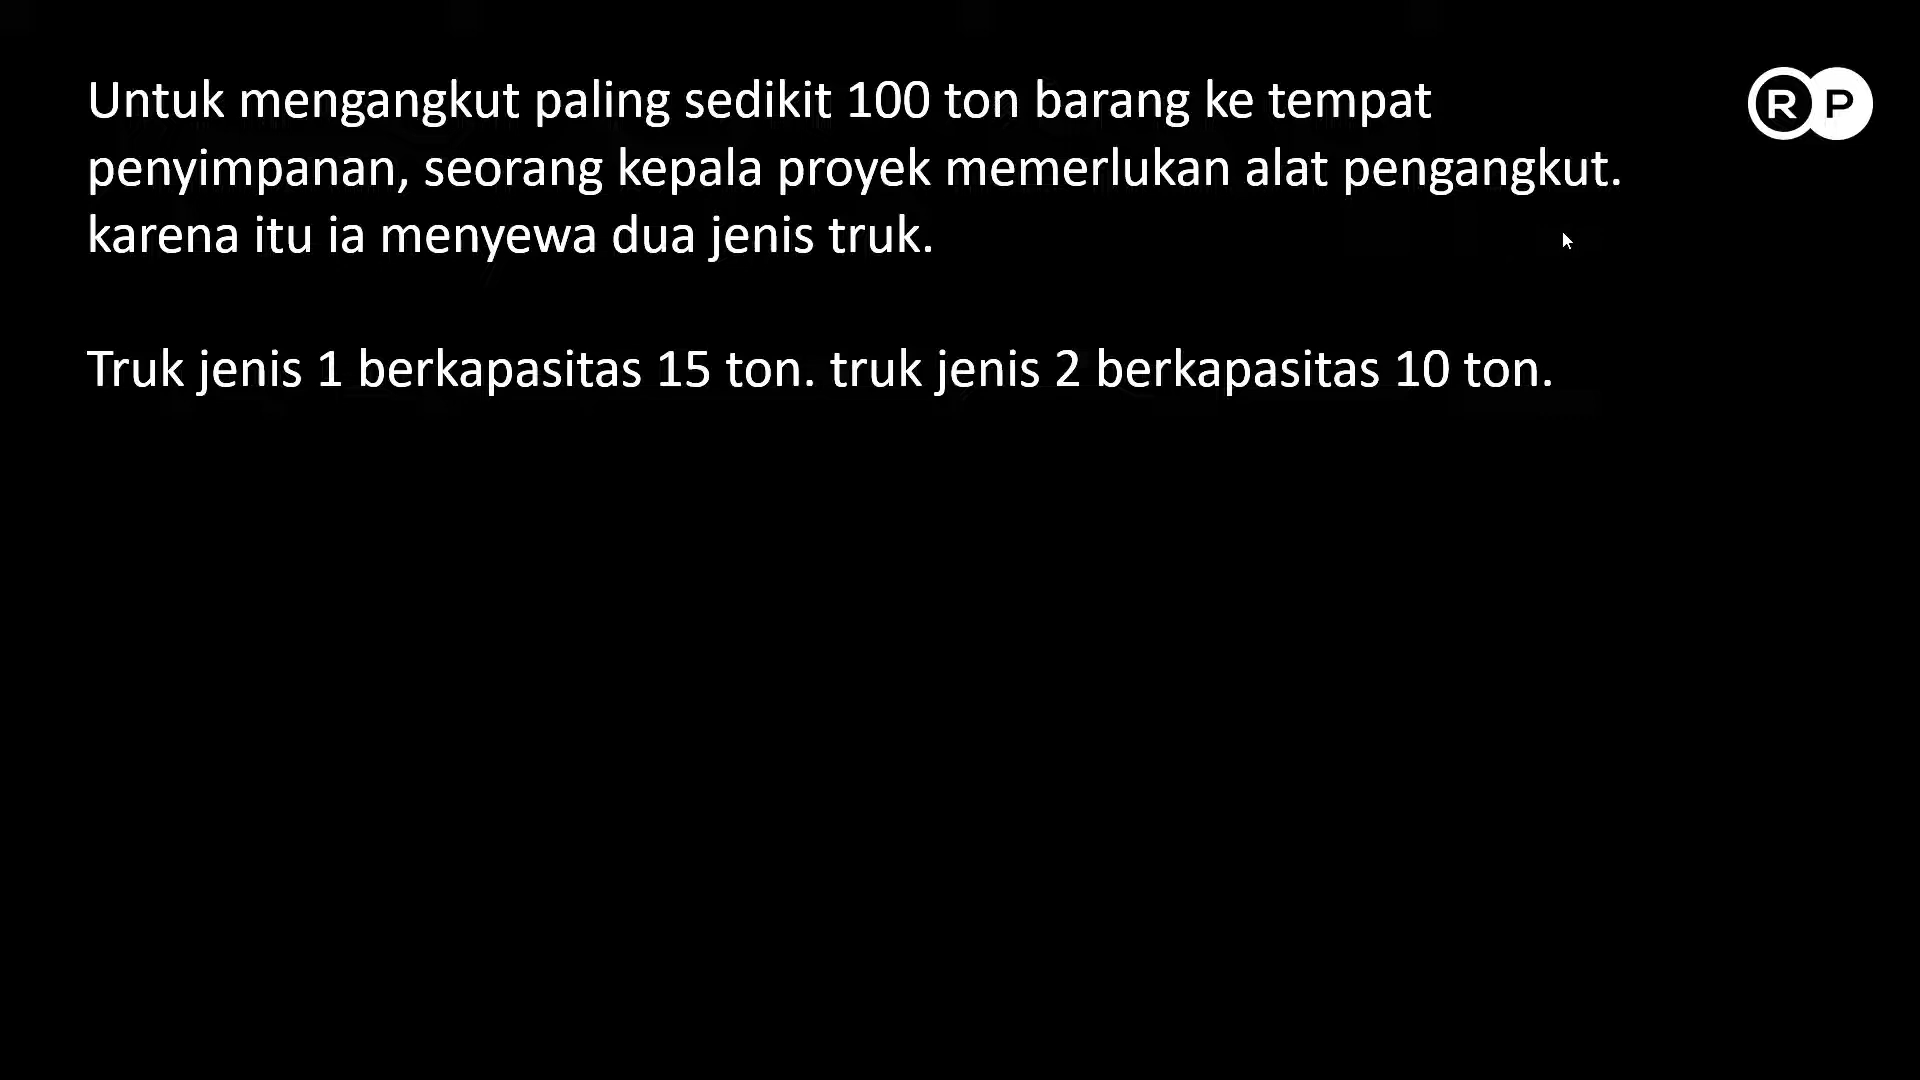 Untuk mengangkut paling sedikit 100 ton barang ke tempat
penyimpanan, seorang kepala proyek memerlukan alat pengangkut.
karena itu ia menyewa dua jenis truk.
Truk jenis 1 berkapasitas 15 ton. truk jenis 2 berkapasitas 10 ton.
R P